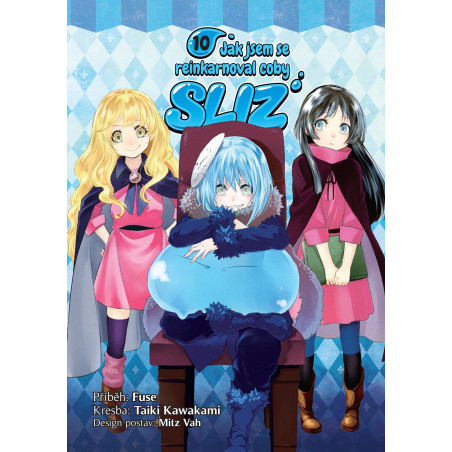 10 Jak jsem se
reinkarnoval coby
SLIZ
Příběh: Fuse
Kresba: Taiki Kawakami
Design postav: Mitz Vah